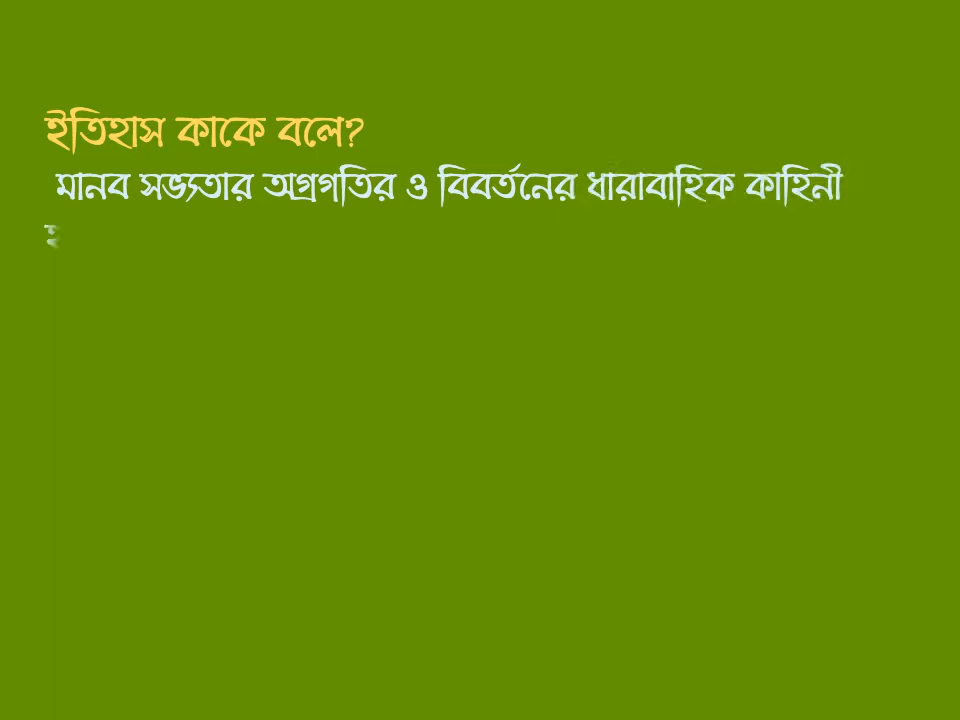 ইতিহাস কাকে বলে?
মানব সভ্যতার অগ্রগতির ও বিবর্তনের ধারাবাহিক কাহিনী